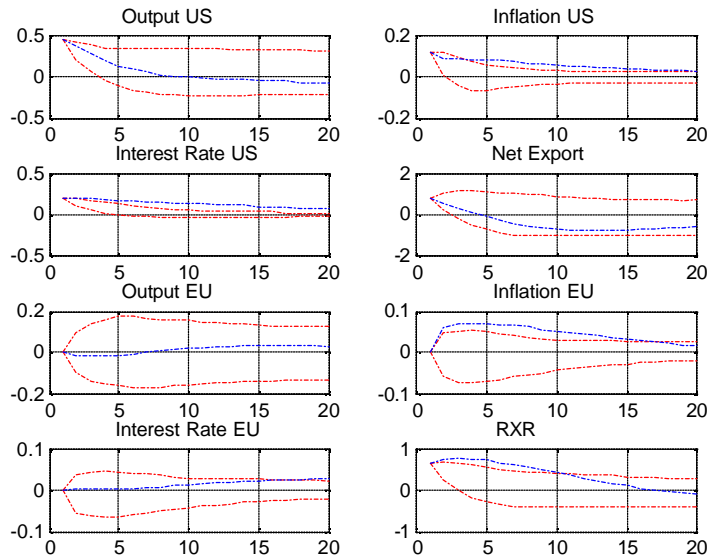 Output US
0.5
0
-0.5
0 5 10 15 20
Inflation US
0.2
0
-0.2
0 5 10 15 20
Interest Rate US
0.5
0
-0.5
0 5 10 15 20
Net Export
2
0
-2
0 5 10 15 20
Output EU
0.2
0
-0.2
0 5 10 15 20
Inflation EU
0.1
0
-0.1
0 5 10 15 20
Interest Rate EU
0.1
0
-0.1
0 5 10 15 20
RXR
1
0
-1
0 5 10 15 20